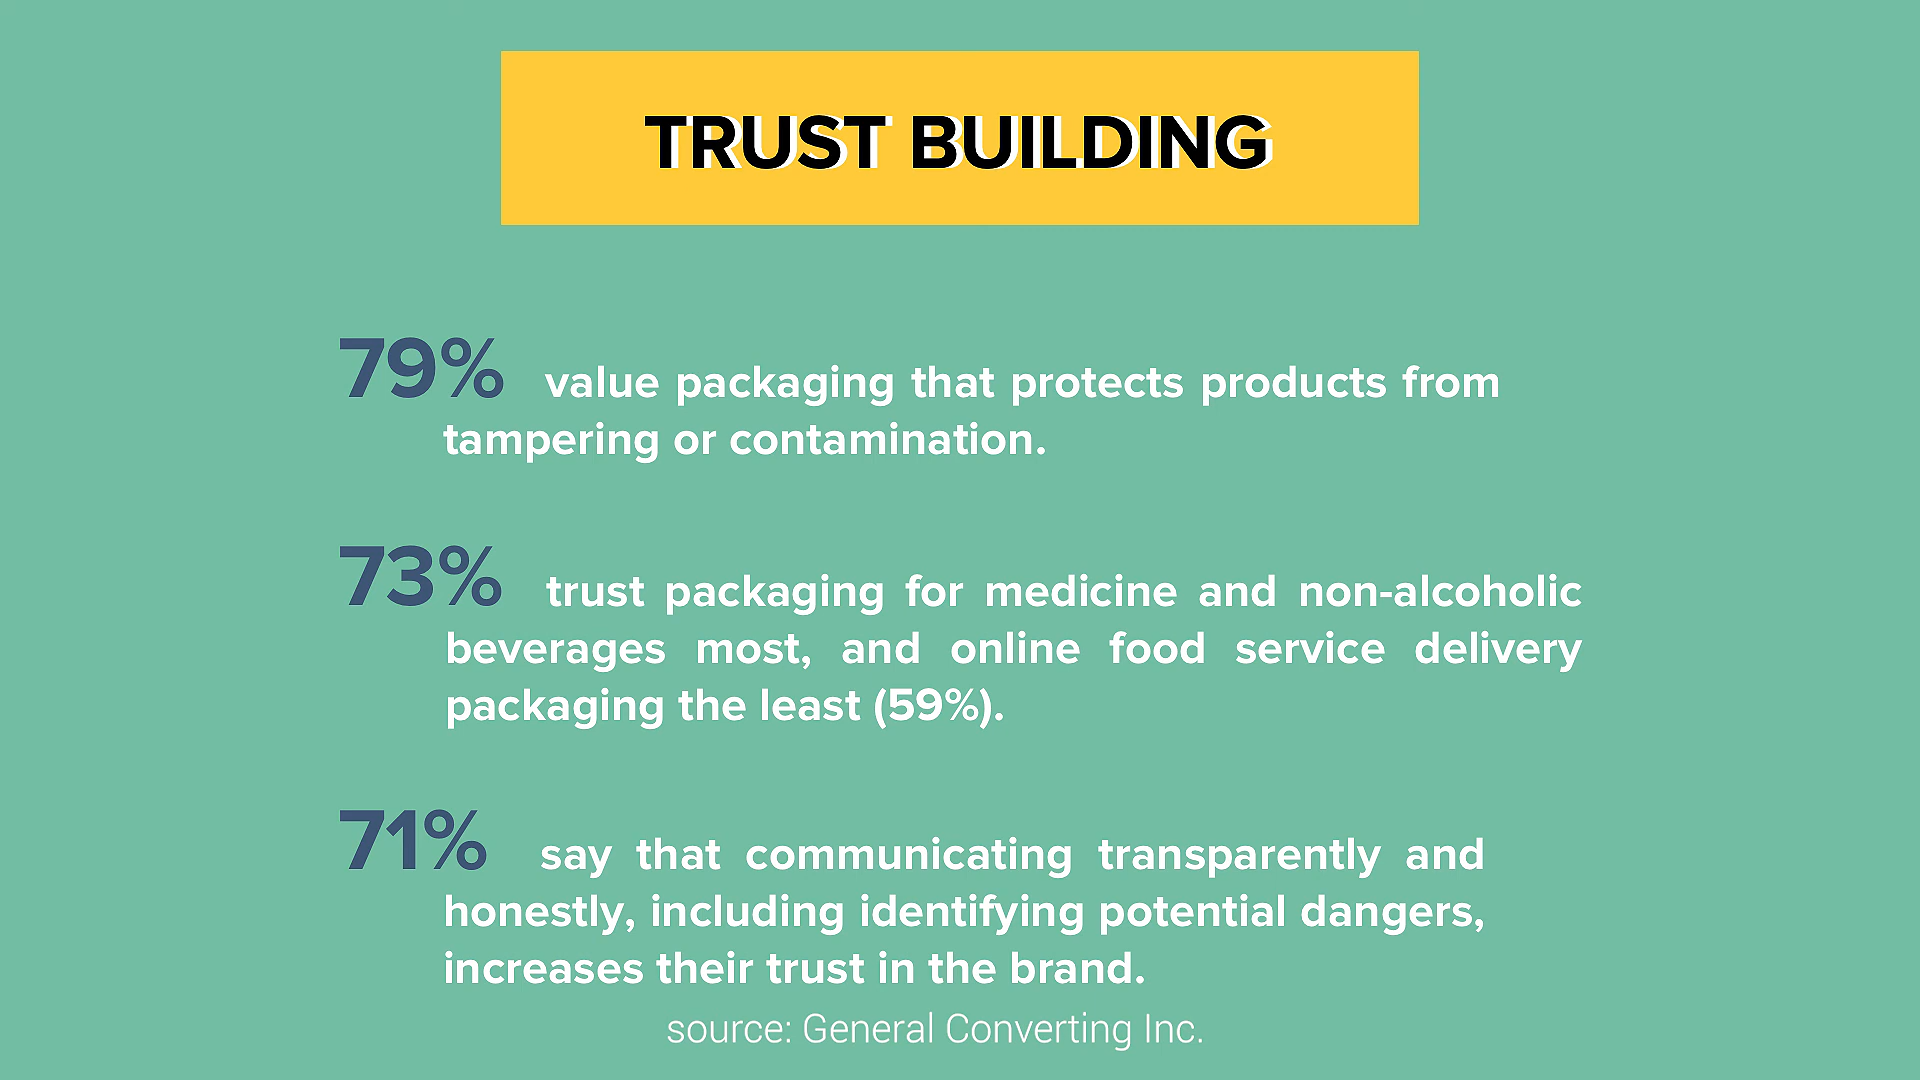 TRUST BUILDING
79% value packaging that protects products from
tampering or contamination.
73% trust packaging for medicine and non-alcoholic
beverages most, and online food service delivery
packaging the least (59%).
71% say that communicating transparently and
honestly, including identifying potential dangers,
increases their trust in the brand.
source: General Converting Inc.